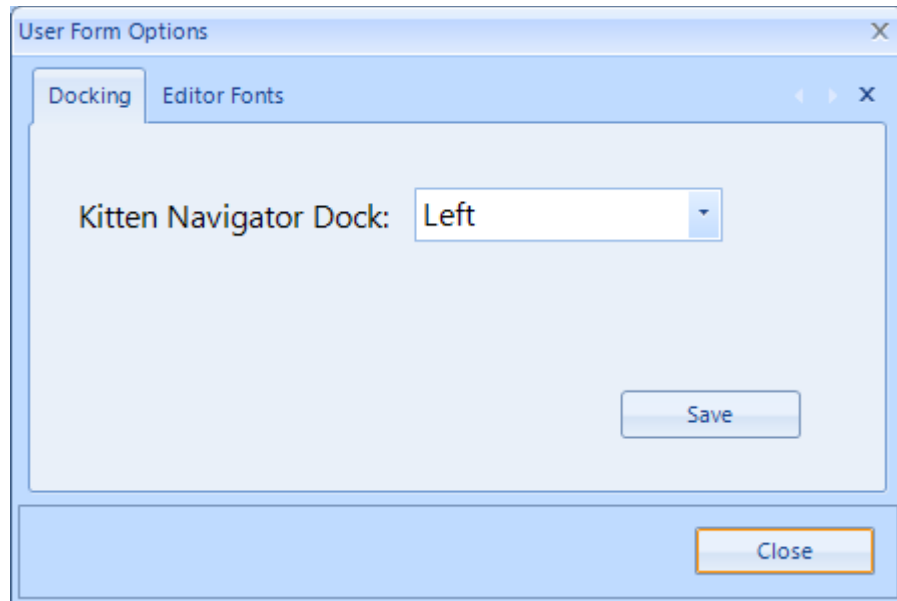 User Form Options
Docking Editor Fonts
Kitten Navigator Dock: Left
Save
Close